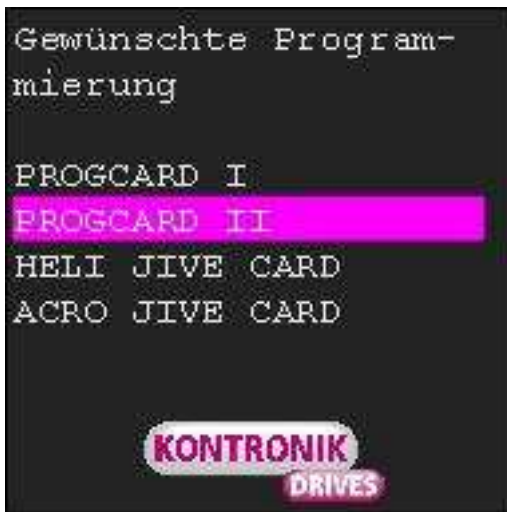 Gewünschte Program-
mierung
PROGCARD I
PROGCARD II
HELI JIVE CARD
ACRO JIVE CARD
KONTRONIK
DRIVES